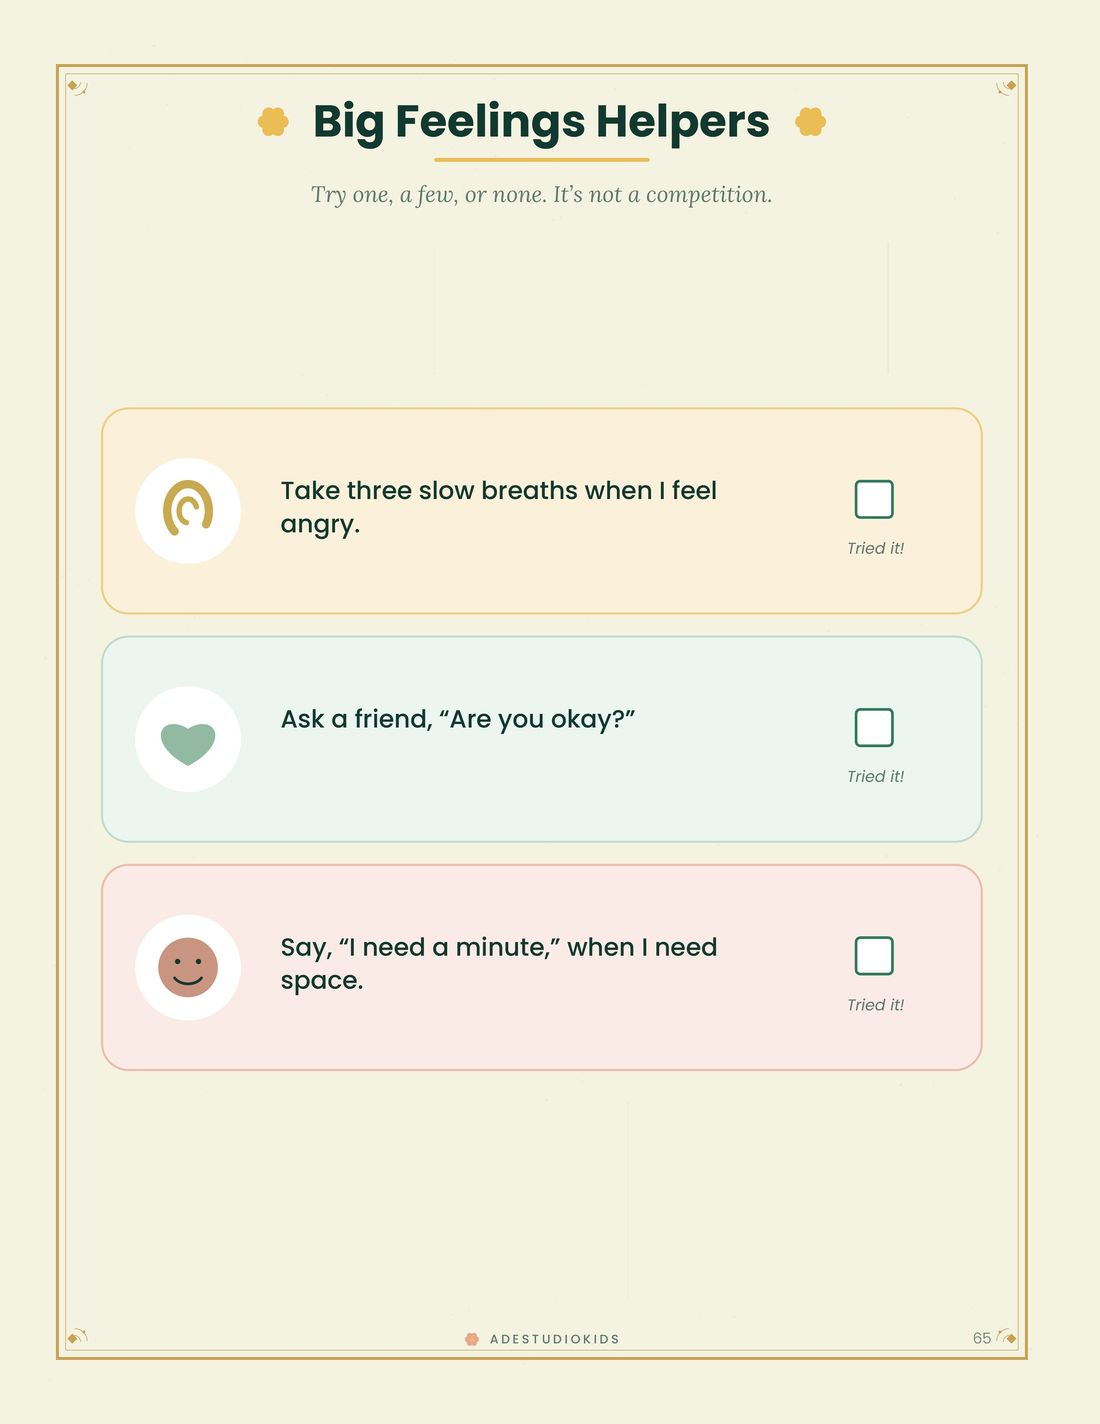 Big Feelings Helpers
Try one, a few, or none. It’s not a competition.
Take three slow breaths when I feel
angry.
Tried it!
Ask a friend, “Are you okay?”
Tried it!
Say, “I need a minute,” when I need
space.
Tried it!
ADESTUDIOKIDS
65